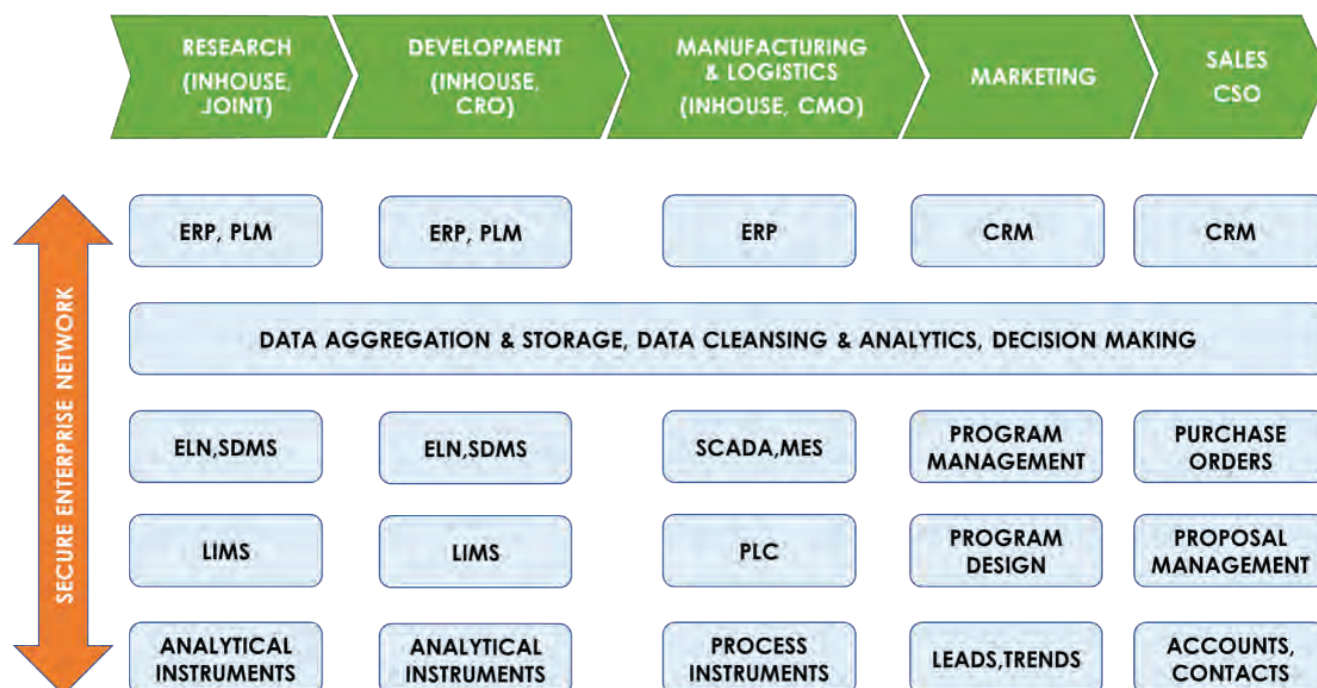 RESEARCH
(INHOUSE,
JOINT)
DEVELOPMENT
(INHOUSE,
CRO)
MANUFACTURING
& LOGISTICS
(INHOUSE, CMO)
MARKETING
SALES
CSO
SECURE ENTERPRISE NETWORK
ERP, PLM
ERP, PLM
ERP
CRM
CRM
DATA AGGREGATION & STORAGE, DATA CLEANSING & ANALYTICS, DECISION MAKING
ELN,SDMS
ELN,SDMS
SCADA,MES
PROGRAM
MANAGEMENT
PURCHASE
ORDERS
LIMS
LIMS
PLC
PROGRAM
DESIGN
PROPOSAL
MANAGEMENT
ANALYTICAL
INSTRUMENTS
ANALYTICAL
INSTRUMENTS
PROCESS
INSTRUMENTS
LEADS,TRENDS
ACCOUNTS,
CONTACTS